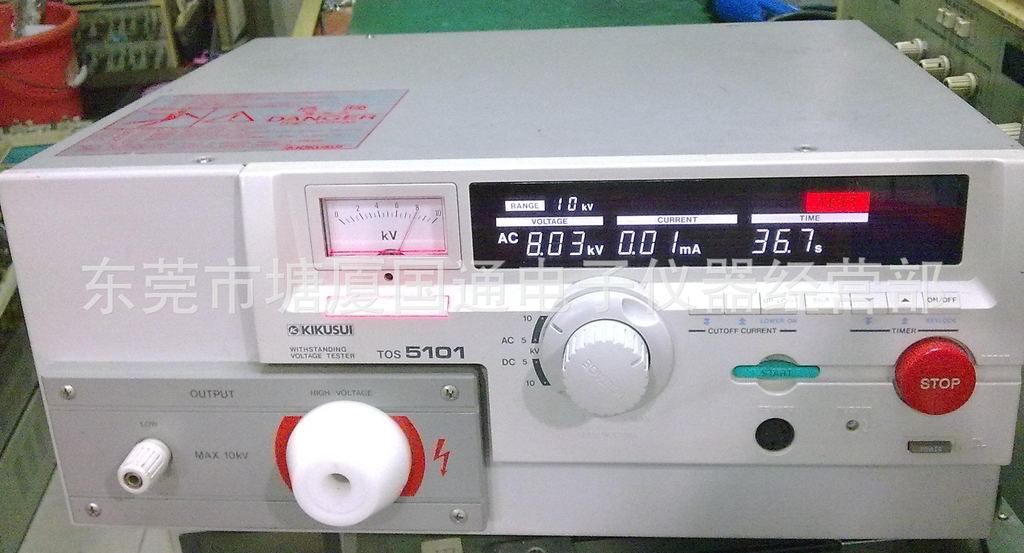 DANGER
KIKUSUI
RANGE 10 kV
0 2 4 6 8 10
kV
VOLTAGE CURRENT TIME
AC 8.03 kV 0.01 mA 36.7 s
东莞市塘厦国通电子仪器经营部
ON/OFF
LOWER ON KEYLOCK
CUTOFF CURRENT TIMER
KIKUSUI
WITHSTANDING
VOLTAGE TESTER TOS 5101
10
AC 5
kV
DC 5
10
START
STOP
OUTPUT HIGH VOLTAGE
LOW
MAX 10kV